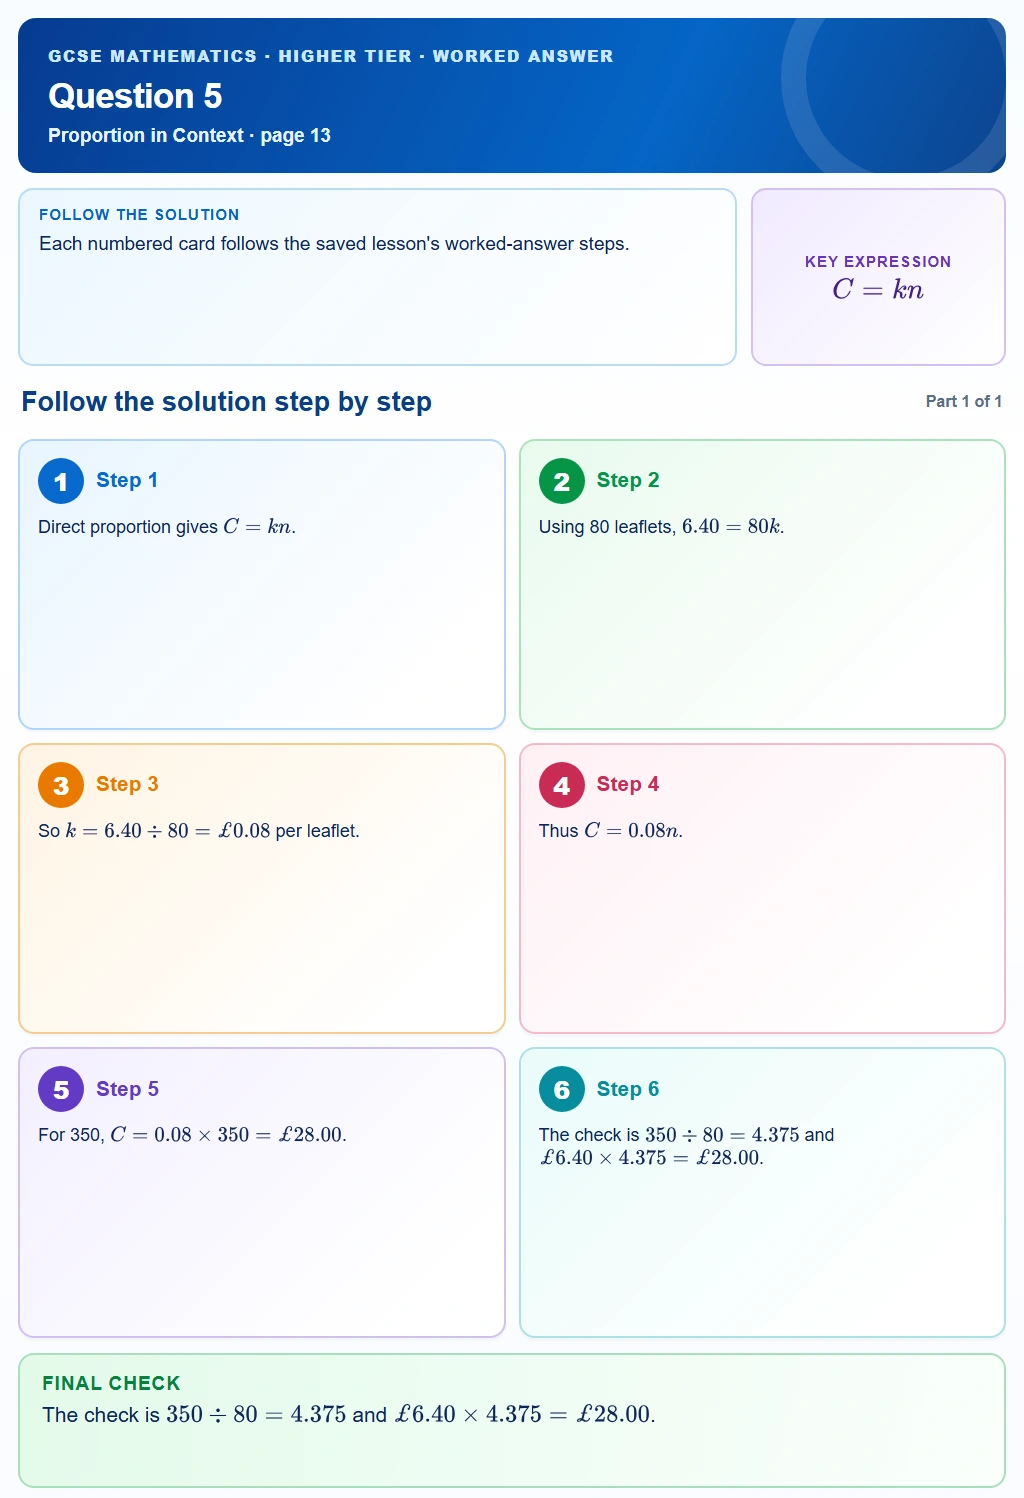 GCSE MATHEMATICS · HIGHER TIER · WORKED ANSWER
Question 5
Proportion in Context · page 13
FOLLOW THE SOLUTION
Each numbered card follows the saved lesson's worked-answer steps.
KEY EXPRESSION
C = kn
Follow the solution step by step
Part 1 of 1
1 Step 1
Direct proportion gives C = kn.
2 Step 2
Using 80 leaflets, 6.40 = 80k.
3 Step 3
So k = 6.40 ÷ 80 = £0.08 per leaflet.
4 Step 4
Thus C = 0.08n.
5 Step 5
For 350, C = 0.08 × 350 = £28.00.
6 Step 6
The check is 350 ÷ 80 = 4.375 and
£6.40 × 4.375 = £28.00.
FINAL CHECK
The check is 350 ÷ 80 = 4.375 and £6.40 × 4.375 = £28.00.